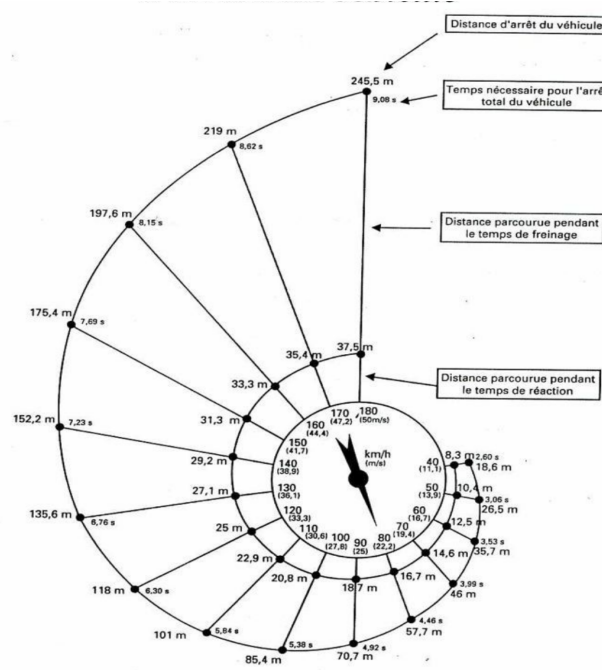 Distance d'arrêt du véhicule
245,5 m
9,08 s
Temps nécessaire pour l'arrê
total du véhicule
219 m
8,62 s
197,6 m
8,15 s
Distance parcourue pendant
le temps de freinage
175,4 m
7,69 s
37,5 m
35,4 m
33,3 m
Distance parcourue pendant
le temps de réaction
31,3 m
152,2 m
7,23 s
29,2 m
135,6 m
6,76 s
27,1 m
118 m
6,30 s
25 m
101 m
5,84 s
22,9 m
85,4 m
5,38 s
20,8 m
70,7 m
4,92 s
18,7 m
57,7 m
4,46 s
16,7 m
46 m
3,99 s
14,6 m
35,7 m
3,53 s
12,5 m
26,5 m
3,06 s
10,4 m
18,6 m
2,60 s
8,3 m
180
(50m/s)
170
(47,2)
160
(44,4)
150
(41,7)
140
(38,9)
130
(36,1)
120
(33,3)
110
(30,6)
100
(27,8)
90
(25)
80
(22,2)
70
(19,4)
60
(16,7)
50
(13,9)
40
(11,1)
km/h
(m/s)